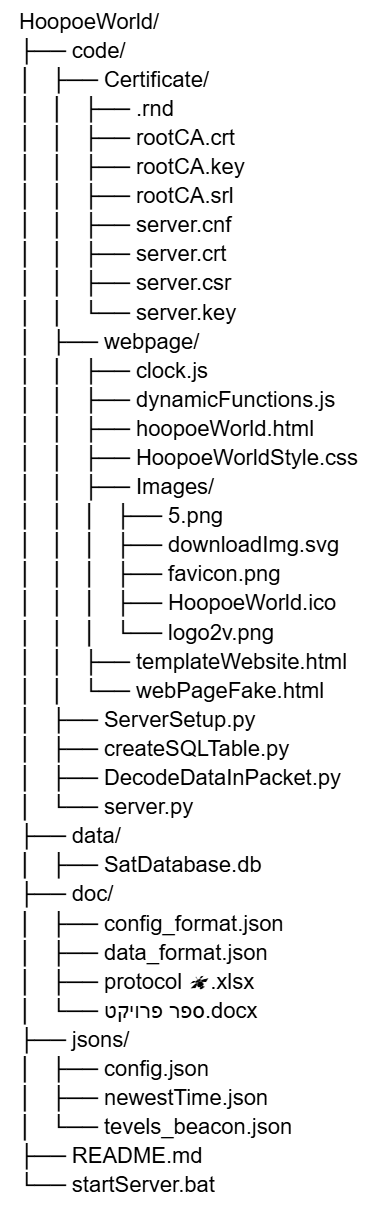 HoopoeWorld/
├── code/
│   ├── Certificate/
│   │   ├── .rnd
│   │   ├── rootCA.crt
│   │   ├── rootCA.key
│   │   ├── rootCA.srl
│   │   ├── server.cnf
│   │   ├── server.crt
│   │   ├── server.csr
│   │   └── server.key
│   ├── webpage/
│   │   ├── clock.js
│   │   ├── dynamicFunctions.js
│   │   ├── hoopoeWorld.html
│   │   ├── HoopoeWorldStyle.css
│   │   ├── Images/
│   │   │   ├── 5.png
│   │   │   ├── downloadImg.svg
│   │   │   ├── favicon.png
│   │   │   ├── HoopoeWorld.ico
│   │   │   └── logo2v.png
│   │   ├── templateWebsite.html
│   │   └── webPageFake.html
│   ├── ServerSetup.py
│   ├── createSQLTable.py
│   ├── DecodeDataInPacket.py
│   └── server.py
├── data/
│   ├── SatDatabase.db
├── doc/
│   ├── config_format.json
│   ├── data_format.json
│   ├── protocol .xlsx
│   └── ספר פרויקט.docx
├── jsons/
│   ├── config.json
│   ├── newestTime.json
│   └── tevels_beacon.json
├── README.md
└── startServer.bat